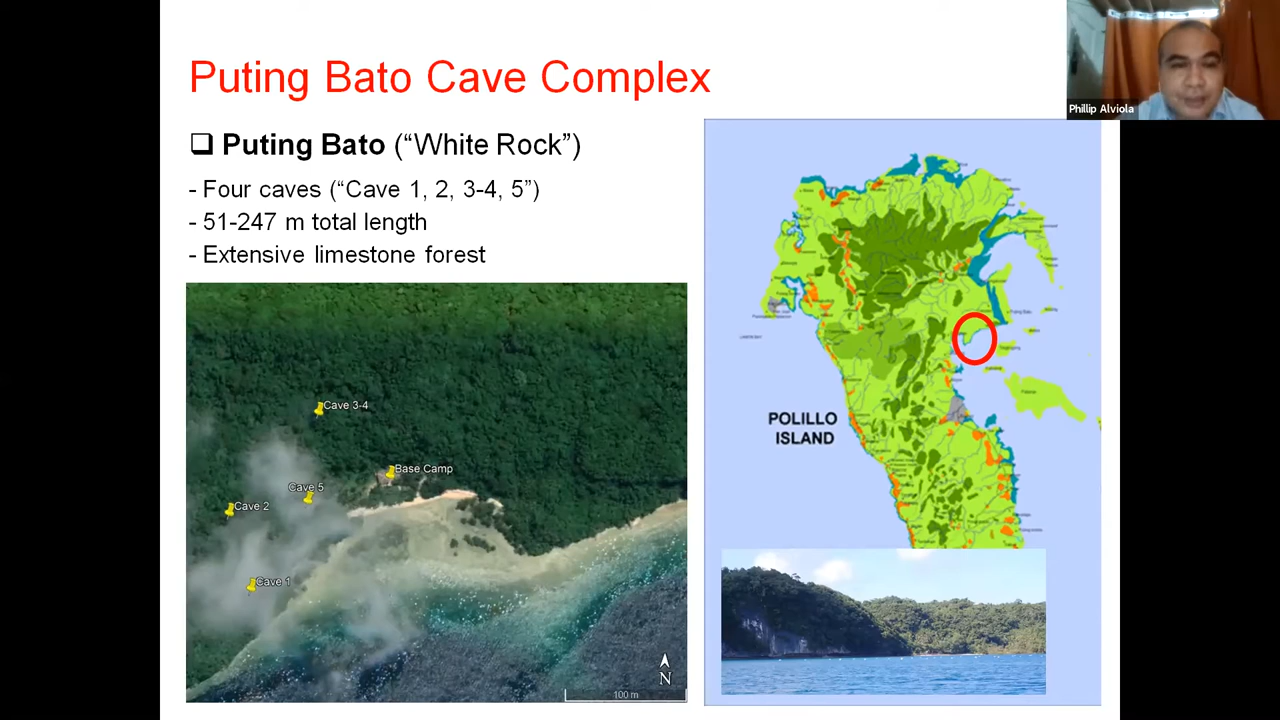 Puting Bato Cave Complex
Phillip Alviola
❑ Puting Bato (“White Rock”)
- Four caves (“Cave 1, 2, 3-4, 5”)
- 51-247 m total length
- Extensive limestone forest
Cave 3-4
Base Camp
Cave 5
Cave 2
Cave 1
N
100 m
POLILLO
ISLAND